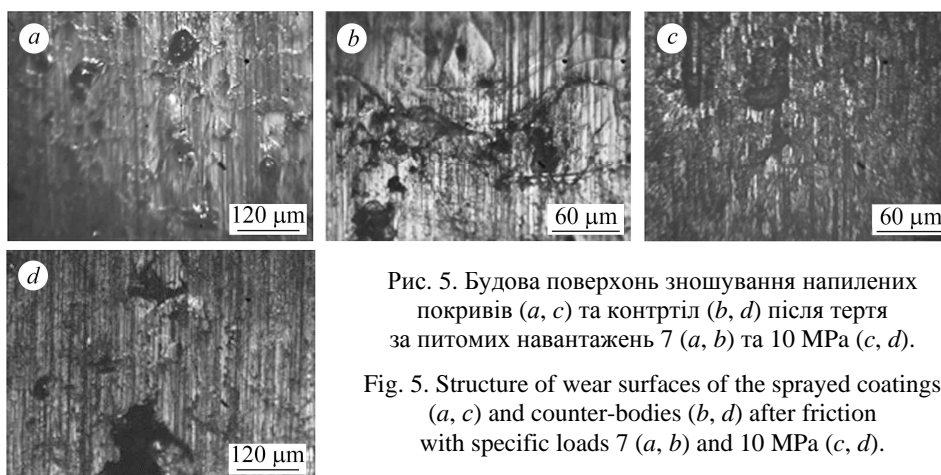 a
b
c
120 µm
60 µm
60 µm
d
120 µm
Рис. 5. Будова поверхонь зношування напилених
покривів (a, c) та контртіл (b, d) після тертя
за питомих навантажень 7 (a, b) та 10 MPa (c, d).
Fig. 5. Structure of wear surfaces of the sprayed coatings
(a, c) and counter-bodies (b, d) after friction
with specific loads 7 (a, b) and 10 MPa (c, d).